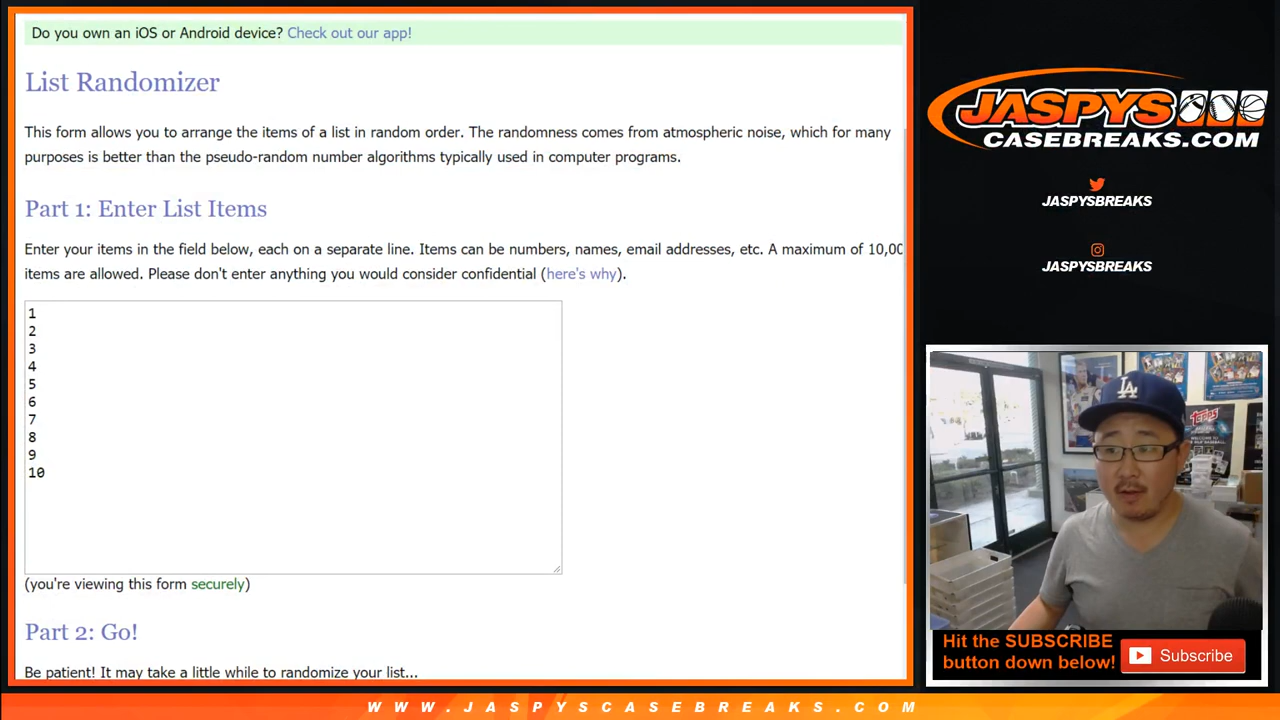 Do you own an iOS or Android device? Check out our app!
List Randomizer
This form allows you to arrange the items of a list in random order. The randomness comes from atmospheric noise, which for many
purposes is better than the pseudo-random number algorithms typically used in computer programs.
Part 1: Enter List Items
Enter your items in the field below, each on a separate line. Items can be numbers, names, email addresses, etc. A maximum of 10,00
items are allowed. Please don't enter anything you would consider confidential (here's why).
1
2
3
4
5
6
7
8
9
10
(you're viewing this form securely)
Part 2: Go!
Be patient! It may take a little while to randomize your list...
JASPYS
CASEBREAKS.COM
JASPYSBREAKS
JASPYSBREAKS
LA
TOPPS
Hit the SUBSCRIBE
button down below!
Subscribe
WWW.JASPYSCASEBREAKS.COM